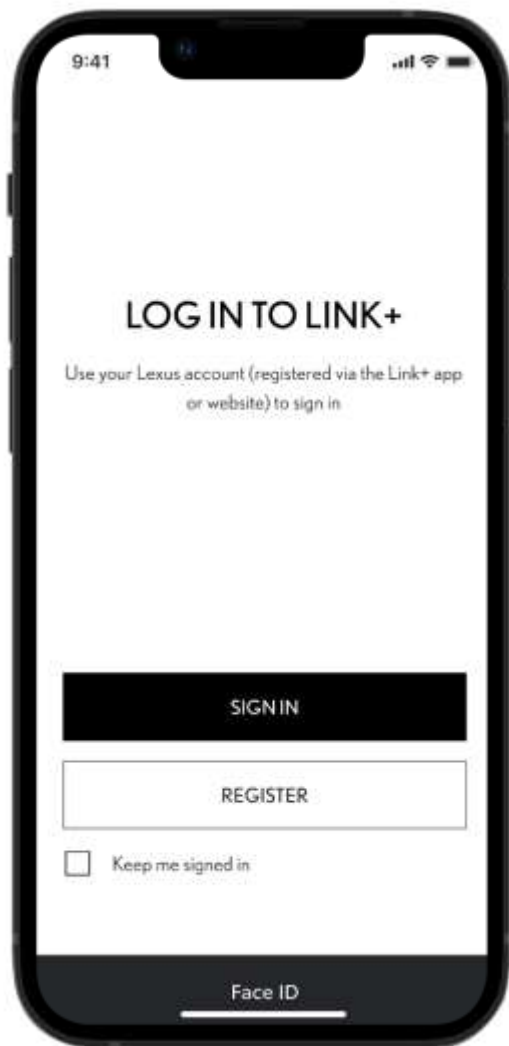 9:41
LOG IN TO LINK+
Use your Lexus account (registered via the Link+ app
or website) to sign in
SIGN IN
REGISTER
Keep me signed in
Face ID